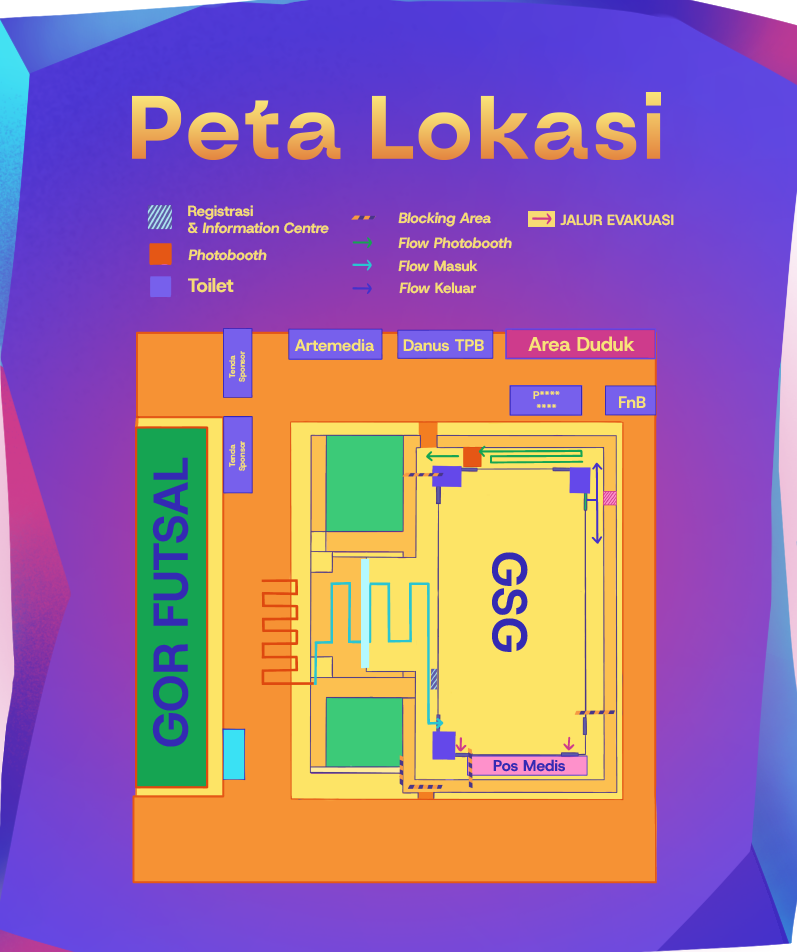 Peta Lokasi
Registrasi
& Information Centre
Photobooth
Toilet
Blocking Area
Flow Photobooth
Flow Masuk
Flow Keluar
JALUR EVAKUASI
Tenda
Sponsor
Artemedia
Danus TPB
Area Duduk
P****
****
FnB
Tenda
Sponsor
GOR FUTSAL
GSG
Pos Medis